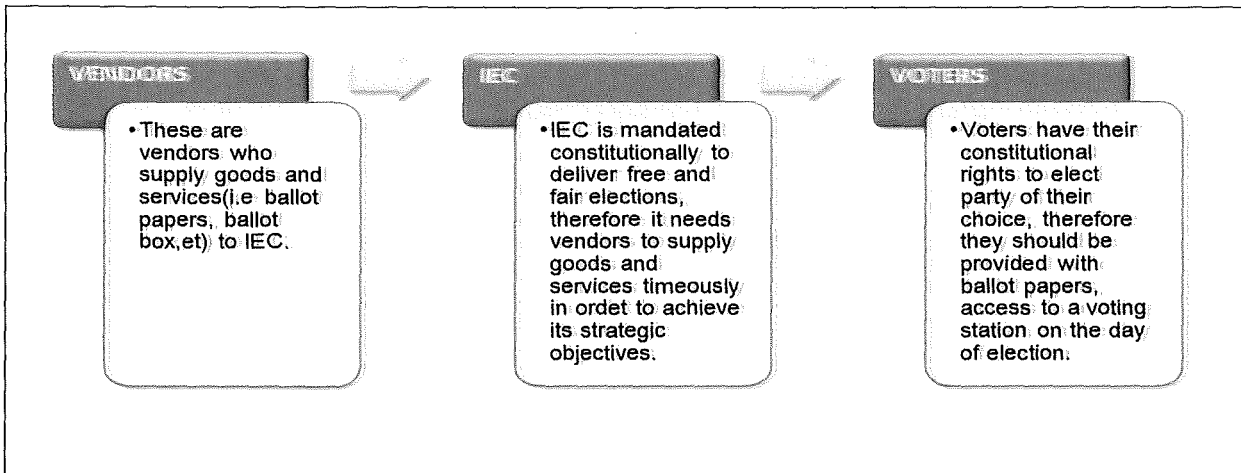 VENDORS
•These are
vendors who
supply goods and
services(i.e ballot
papers, ballot
box,et) to IEC.
IEC
•IEC is mandated
constitutionally to
deliver free and
fair elections,
therefore it needs
vendors to supply
goods and
services timeously
in ordet to achieve
its strategic
objectives.
VOTERS
•Voters have their
constitutional
rights to elect
party of their
choice, therefore
they should be
provided with
ballot papers,
access to a voting
station on the day
of election.